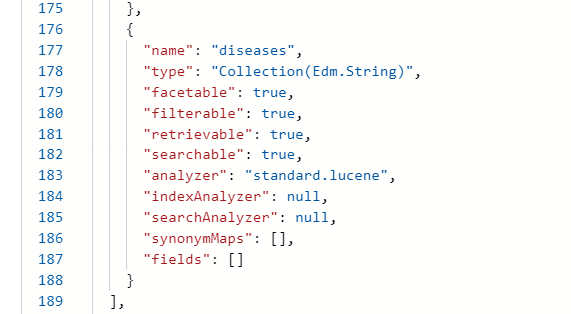 175 },
176 {
177 "name": "diseases",
178 "type": "Collection(Edm.String)",
179 "facetable": true,
180 "filterable": true,
181 "retrievable": true,
182 "searchable": true,
183 "analyzer": "standard.lucene",
184 "indexAnalyzer": null,
185 "searchAnalyzer": null,
186 "synonymMaps": [],
187 "fields": []
188 }
189 ],